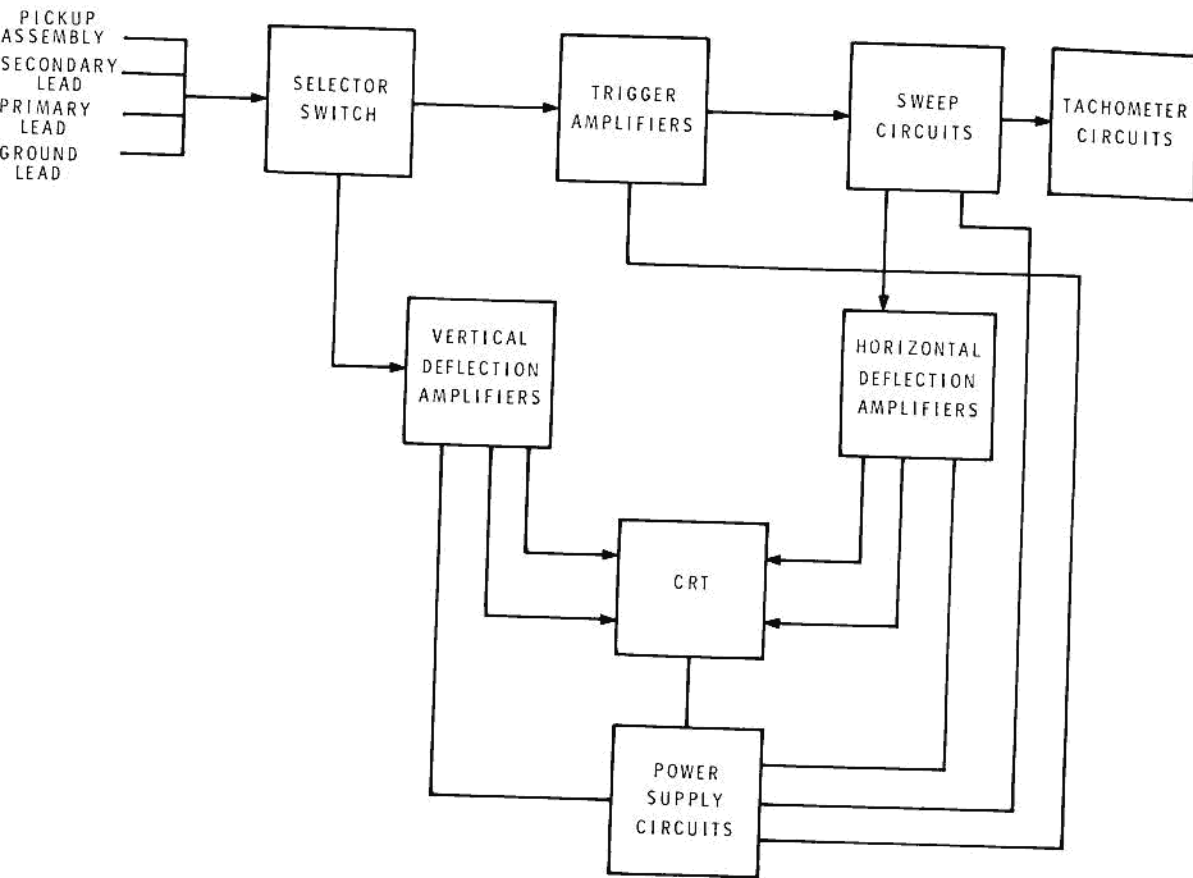 PICKUP
ASSEMBLY
SECONDARY
LEAD
PRIMARY
LEAD
GROUND
LEAD
SELECTOR
SWITCH
TRIGGER
AMPLIFIERS
SWEEP
CIRCUITS
TACHOMETER
CIRCUITS
VERTICAL
DEFLECTION
AMPLIFIERS
HORIZONTAL
DEFLECTION
AMPLIFIERS
CRT
POWER
SUPPLY
CIRCUITS